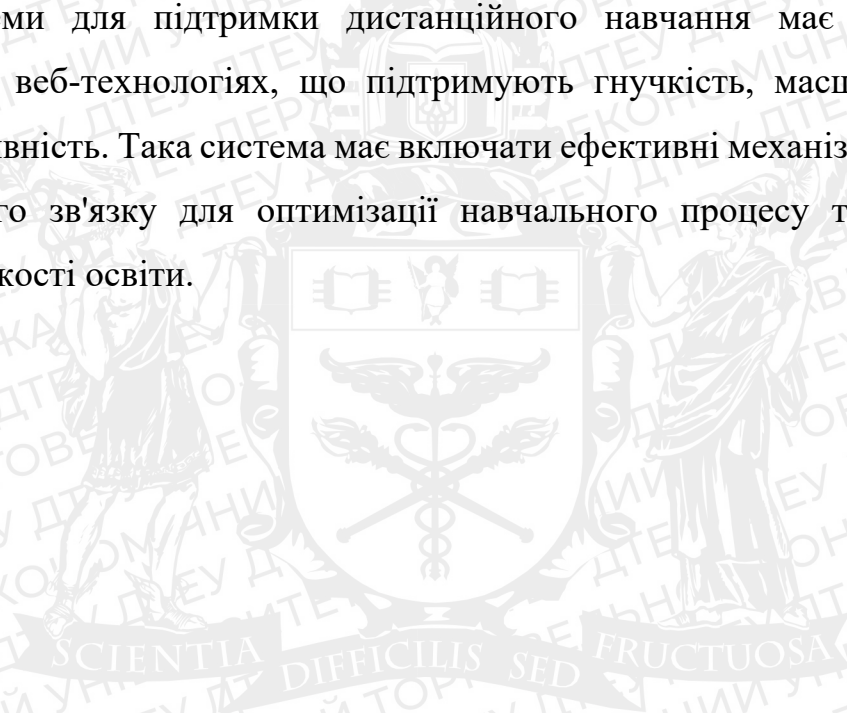 ми для підтримки дистанційного навчання має
веб-технологіях, що підтримують гнучкість, масш
вність. Така система має включати ефективні механіз
го зв'язку для оптимізації навчального процесу т
кості освіти.
SCIENTIA DIFFICILIS SED FRUCTUOSA